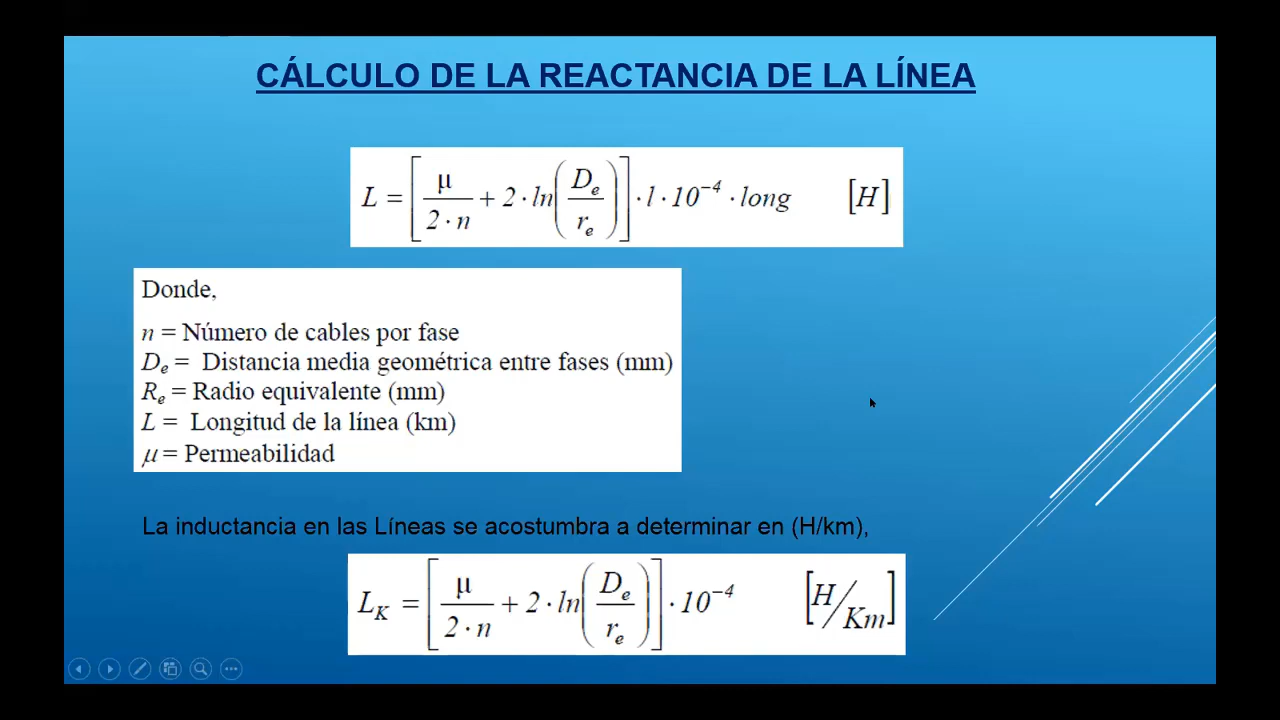 CÁLCULO DE LA REACTANCIA DE LA LÍNEA
L = [ μ / (2 · n) + 2 · ln( Dₑ / rₑ ) ] · l · 10⁻⁴ · long [H]
Donde,
n = Número de cables por fase
Dₑ = Distancia media geométrica entre fases (mm)
Rₑ = Radio equivalente (mm)
L = Longitud de la línea (km)
μ = Permeabilidad
La inductancia en las Líneas se acostumbra a determinar en (H/km),
L_K = [ μ / (2 · n) + 2 · ln( Dₑ / rₑ ) ] · 10⁻⁴ [H/Km]